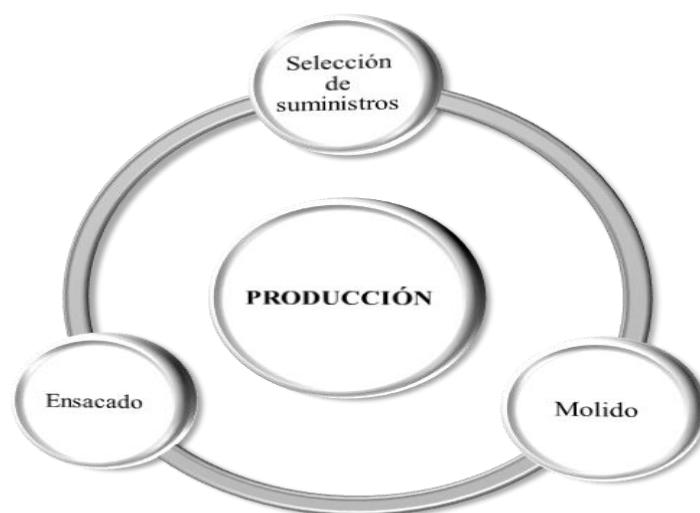 Selección
de
suministros
PRODUCCIÓN
Ensacado
Molido